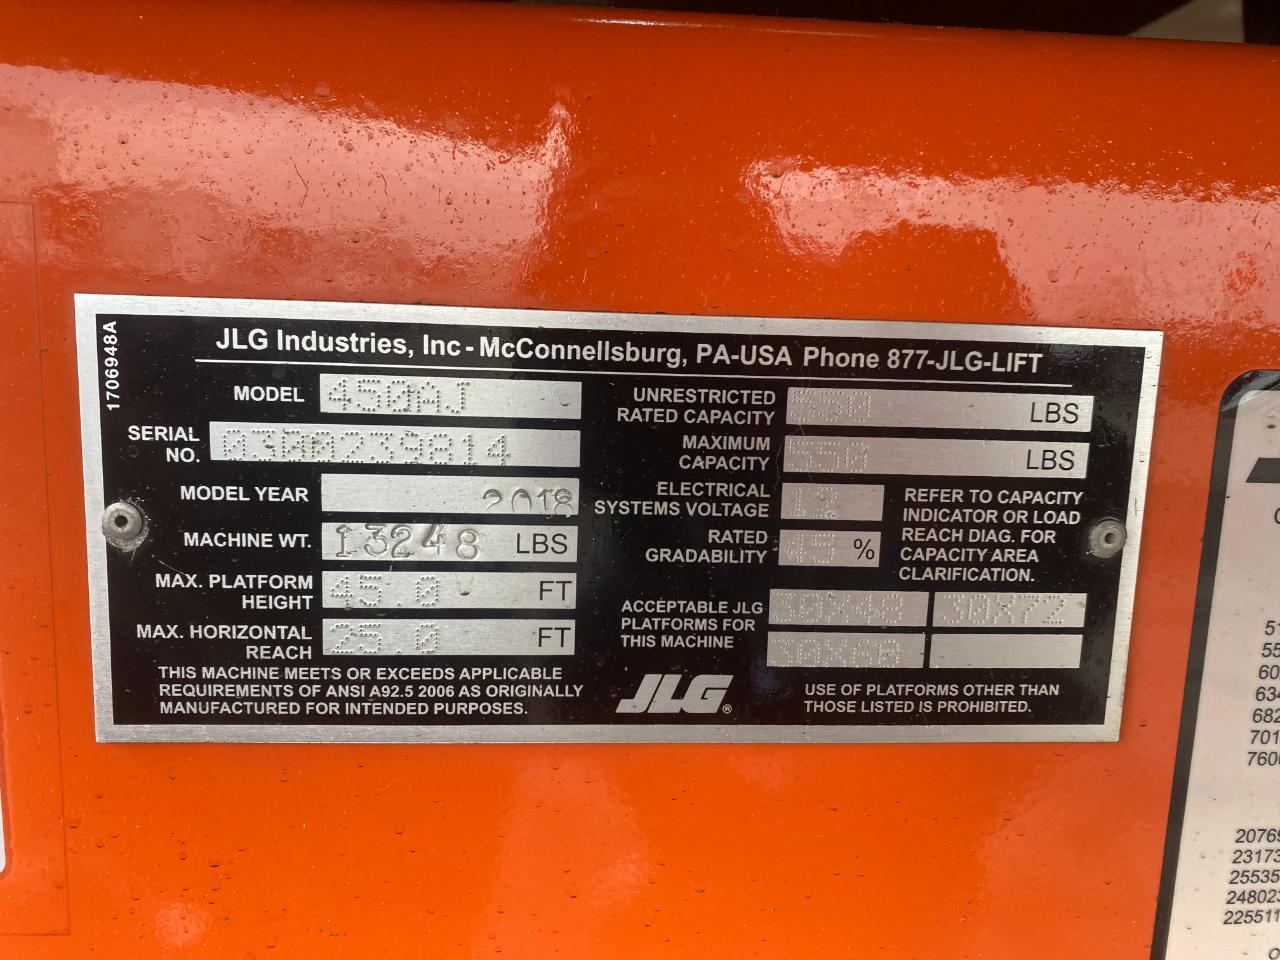 1706948A
JLG Industries, Inc - McConnellsburg, PA-USA Phone 877-JLG-LIFT
MODEL 450AJ
SERIAL NO. 0300239814
MODEL YEAR 2018
MACHINE WT. 13248 LBS
MAX. PLATFORM HEIGHT 45.0 FT
MAX. HORIZONTAL REACH 25.0 FT
THIS MACHINE MEETS OR EXCEEDS APPLICABLE
REQUIREMENTS OF ANSI A92.5 2006 AS ORIGINALLY
MANUFACTURED FOR INTENDED PURPOSES.
UNRESTRICTED RATED CAPACITY 550 LBS
MAXIMUM CAPACITY 550 LBS
ELECTRICAL SYSTEMS VOLTAGE 12
RATED GRADABILITY 45 %
REFER TO CAPACITY
INDICATOR OR LOAD
REACH DIAG. FOR
CAPACITY AREA
CLARIFICATION.
ACCEPTABLE JLG
PLATFORMS FOR
THIS MACHINE
30X48 30X72
30X60
JLG®
USE OF PLATFORMS OTHER THAN
THOSE LISTED IS PROHIBITED.